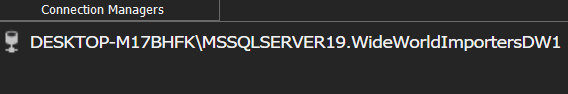 Connection Managers
DESKTOP-M17BHFK\MSSQLSERVER19.WideWorldImportersDW1